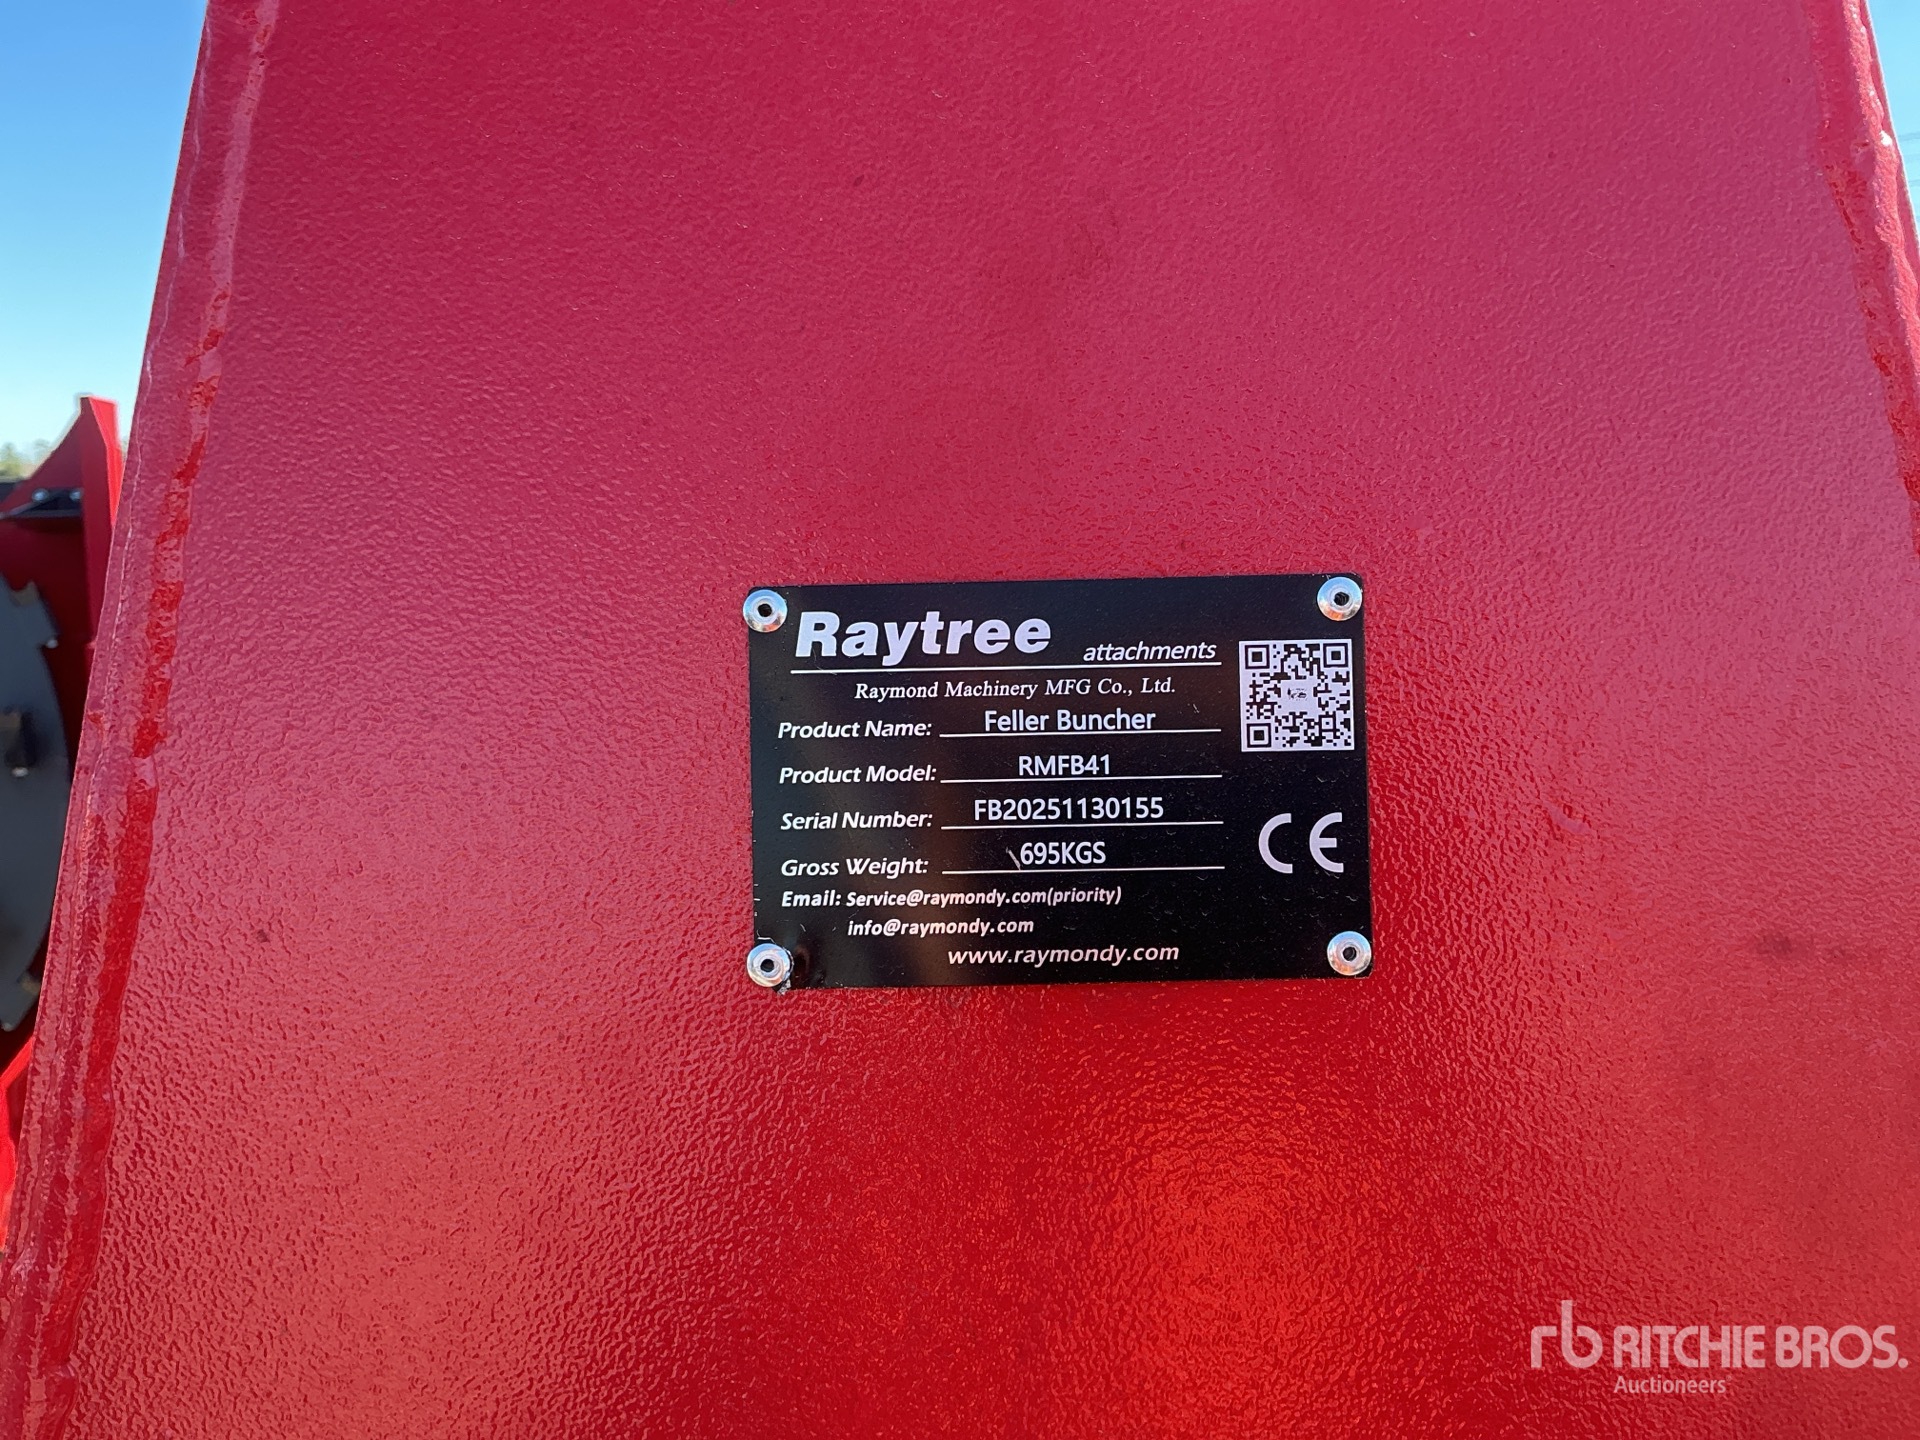 Raytree
attachments
Raymond Machinery MFG Co., Ltd.
Product Name: Feller Buncher
Product Model: RMFB41
Serial Number: FB20251130155
Gross Weight: 695KGS
Email: Service@raymondy.com(priority)
info@raymondy.com
www.raymondy.com
CE
rb RITCHIE BROS.
Auctioneers